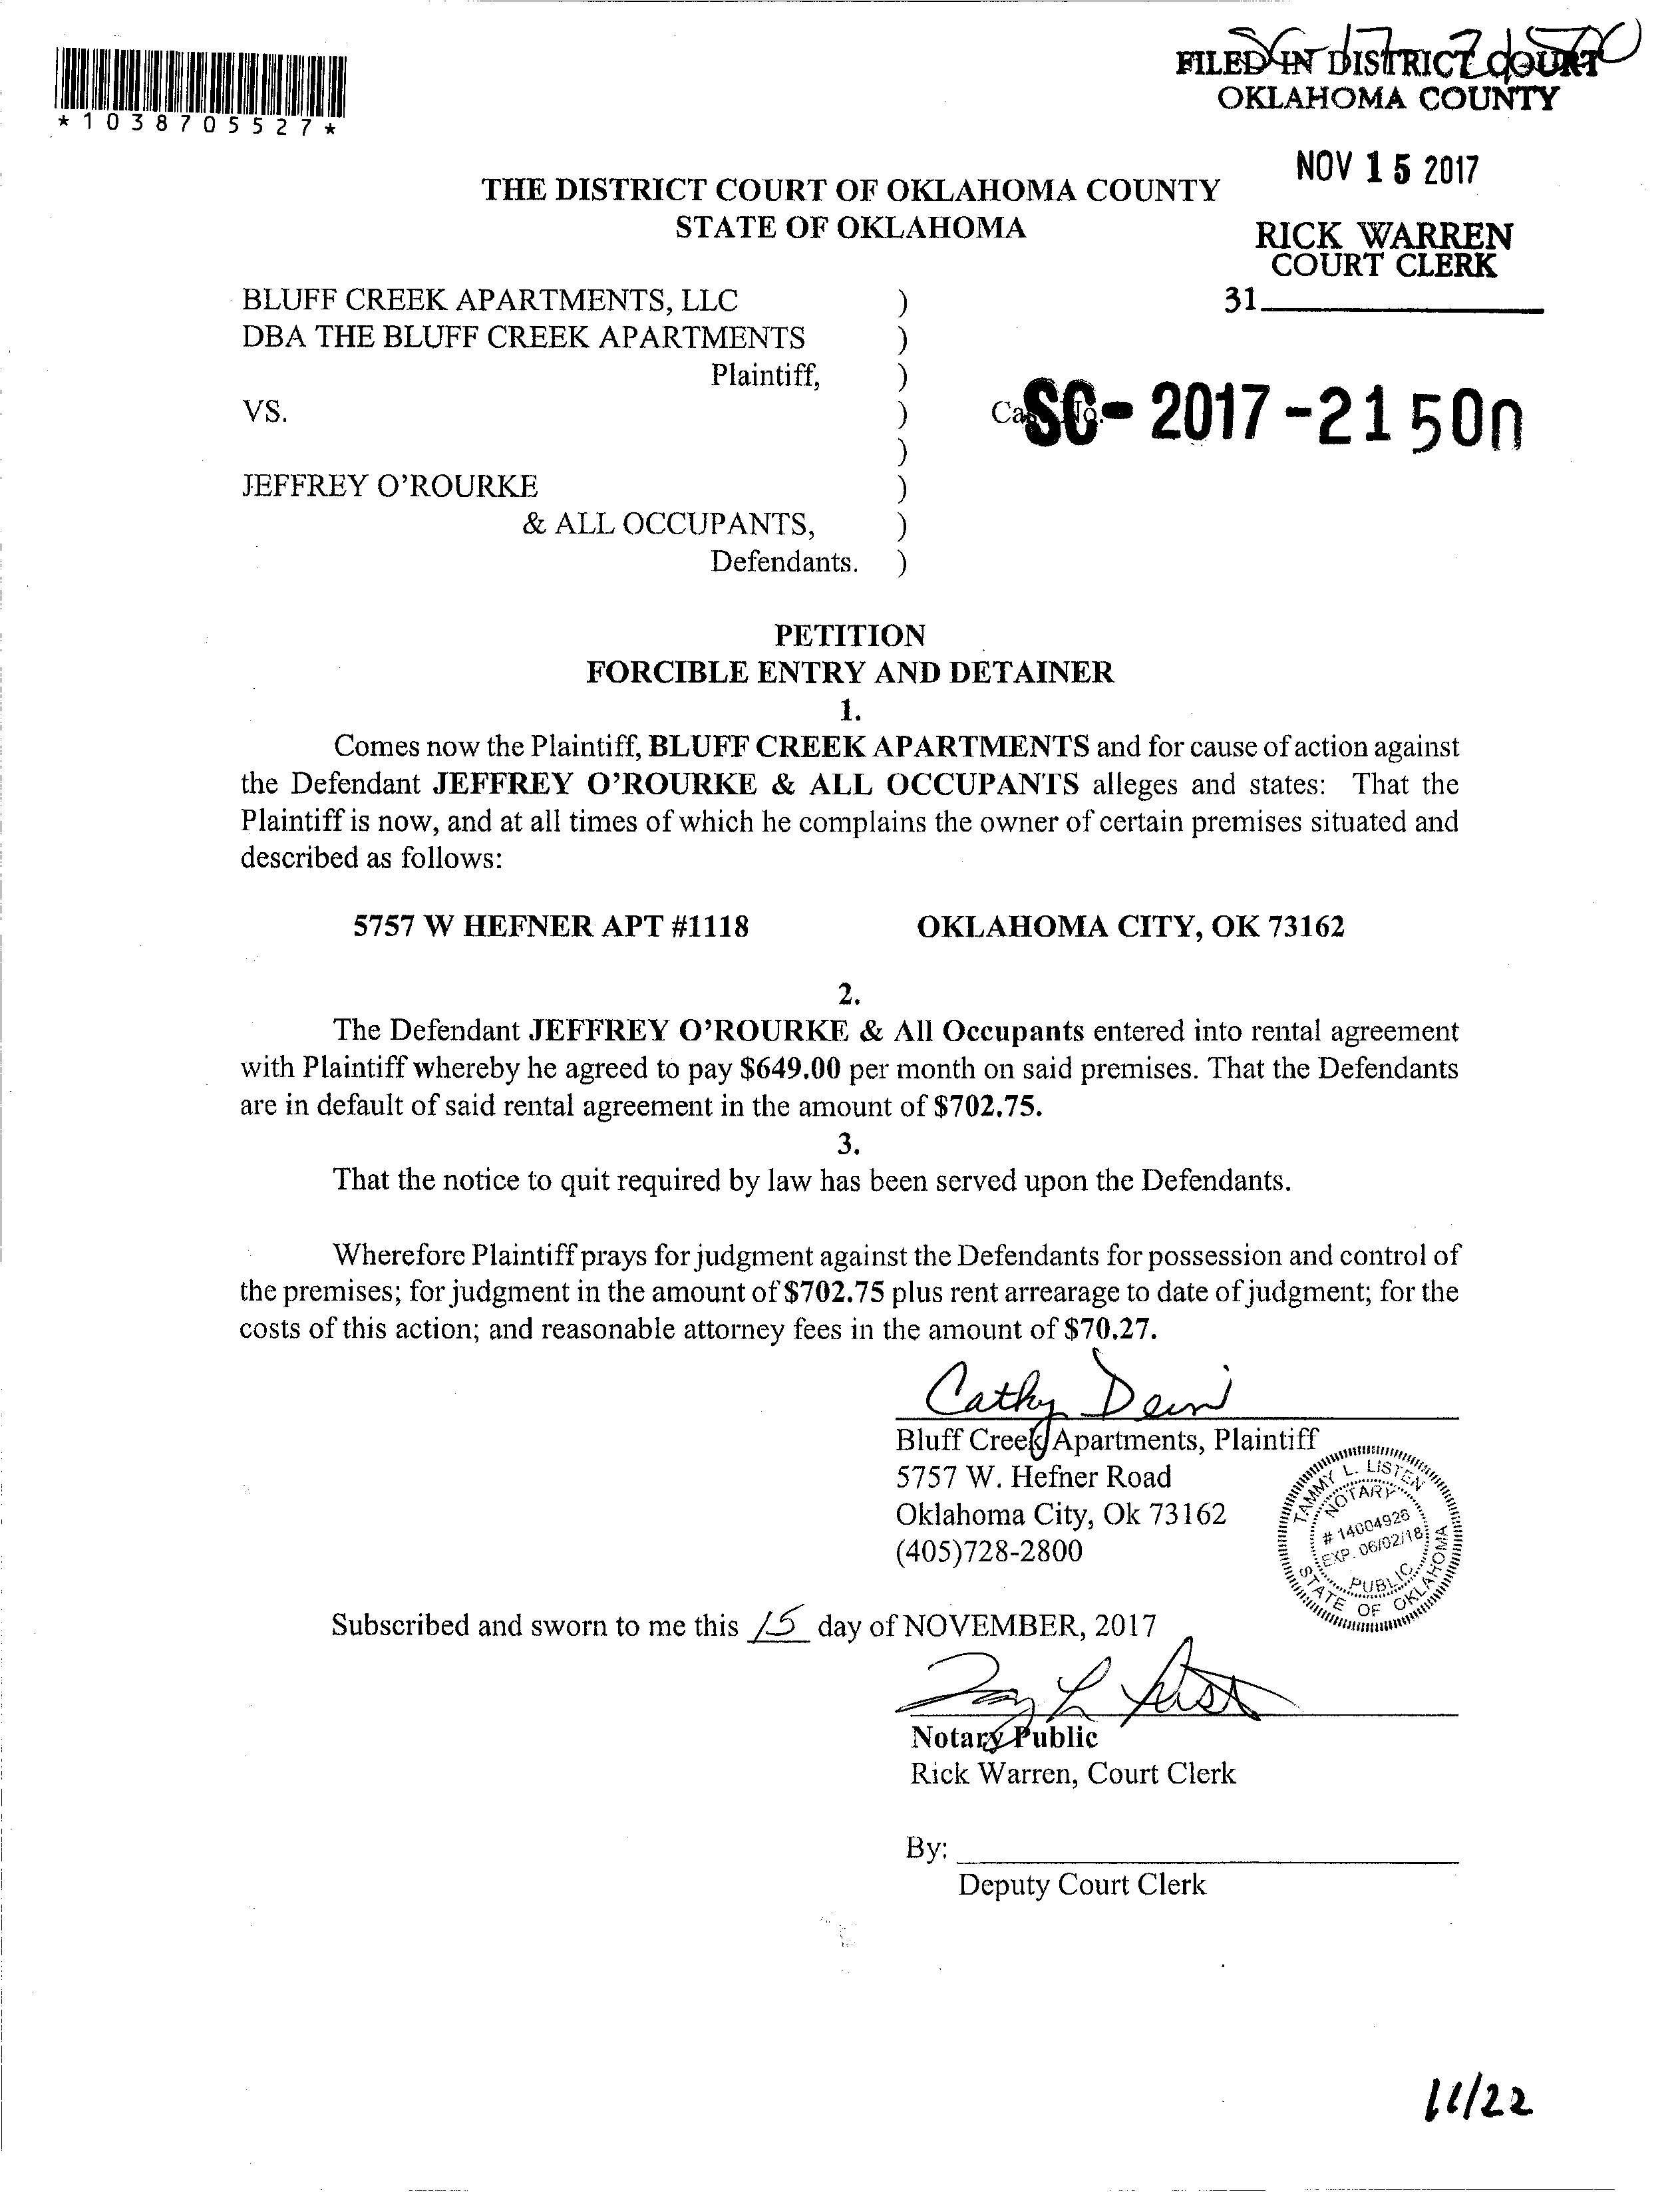 *1038705527*
FILED IN DISTRICT COURT
OKLAHOMA COUNTY
NOV 15 2017
THE DISTRICT COURT OF OKLAHOMA COUNTY
STATE OF OKLAHOMA
RICK WARREN
COURT CLERK
31
BLUFF CREEK APARTMENTS, LLC )
DBA THE BLUFF CREEK APARTMENTS )
Plaintiff, )
VS. )
SC-2017-2150
)
JEFFREY O'ROURKE )
& ALL OCCUPANTS, )
Defendants. )
PETITION
FORCIBLE ENTRY AND DETAINER
1.
Comes now the Plaintiff, BLUFF CREEK APARTMENTS and for cause of action against
the Defendant JEFFREY O'ROURKE & ALL OCCUPANTS alleges and states: That the
Plaintiff is now, and at all times of which he complains the owner of certain premises situated and
described as follows:
5757 W HEFNER APT #1118 OKLAHOMA CITY, OK 73162
2.
The Defendant JEFFREY O'ROURKE & All Occupants entered into rental agreement
with Plaintiff whereby he agreed to pay $649.00 per month on said premises. That the Defendants
are in default of said rental agreement in the amount of $702.75.
3.
That the notice to quit required by law has been served upon the Defendants.
Wherefore Plaintiff prays for judgment against the Defendants for possession and control of
the premises; for judgment in the amount of $702.75 plus rent arrearage to date of judgment; for the
costs of this action; and reasonable attorney fees in the amount of $70.27.
Cathy
Bluff Creek Apartments, Plaintiff
5757 W. Hefner Road
Oklahoma City, Ok 73162
(405)728-2800
TAMMY L. LISTEN
NOTARY
# 14004926
EXP. 06/02/18
PUBLIC
STATE OF OKLAHOMA
Subscribed and sworn to me this 15 day of NOVEMBER, 2017
Notary Public
Rick Warren, Court Clerk
By:
Deputy Court Clerk
11/22